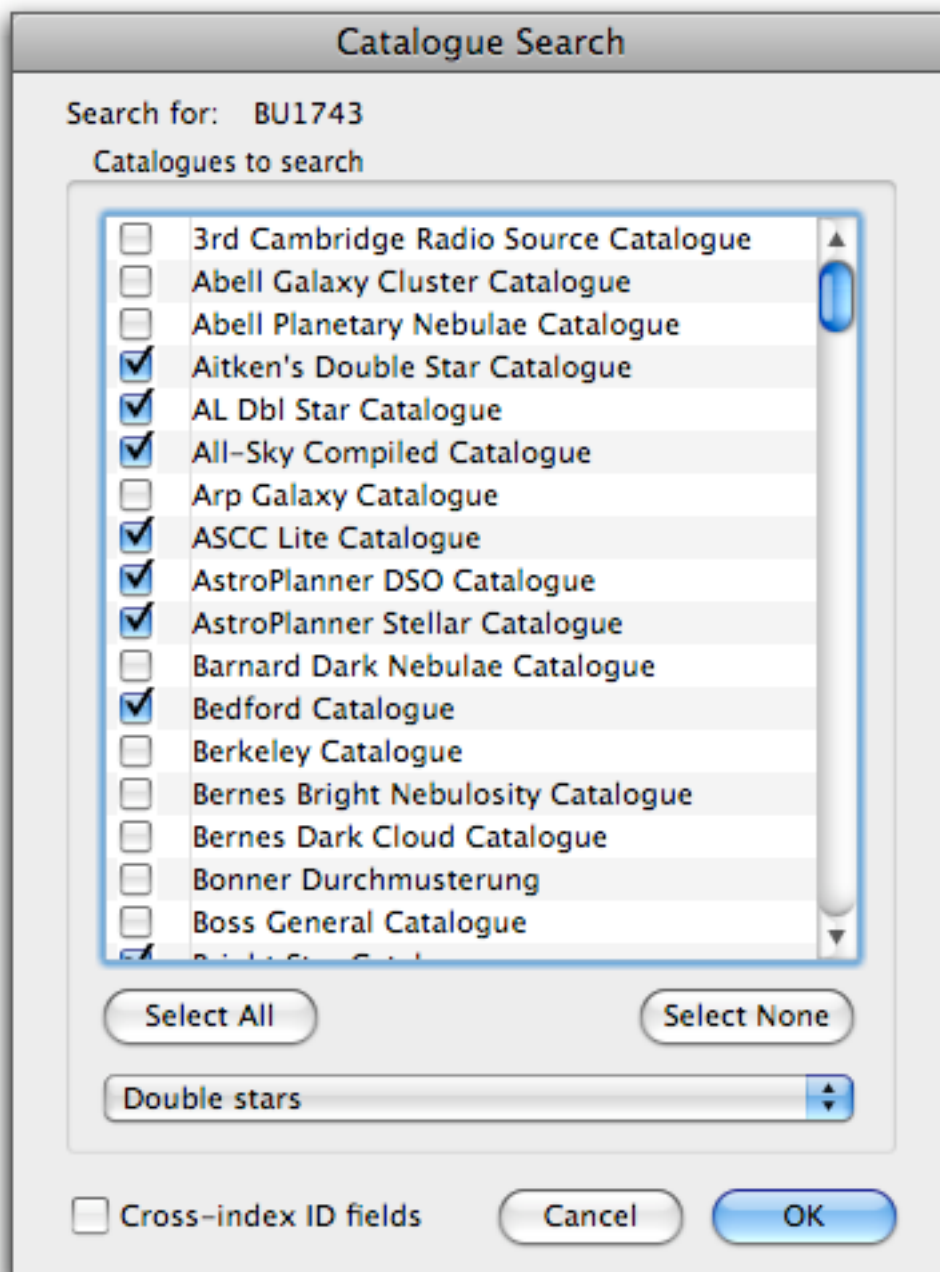 Catalogue Search
Search for: BU1743
Catalogues to search
3rd Cambridge Radio Source Catalogue
Abell Galaxy Cluster Catalogue
Abell Planetary Nebulae Catalogue
Aitken's Double Star Catalogue
AL Dbl Star Catalogue
All-Sky Compiled Catalogue
Arp Galaxy Catalogue
ASCC Lite Catalogue
AstroPlanner DSO Catalogue
AstroPlanner Stellar Catalogue
Barnard Dark Nebulae Catalogue
Bedford Catalogue
Berkeley Catalogue
Bernes Bright Nebulosity Catalogue
Bernes Dark Cloud Catalogue
Bonner Durchmusterung
Boss General Catalogue
Select All Select None
Double stars
Cross-index ID fields Cancel OK